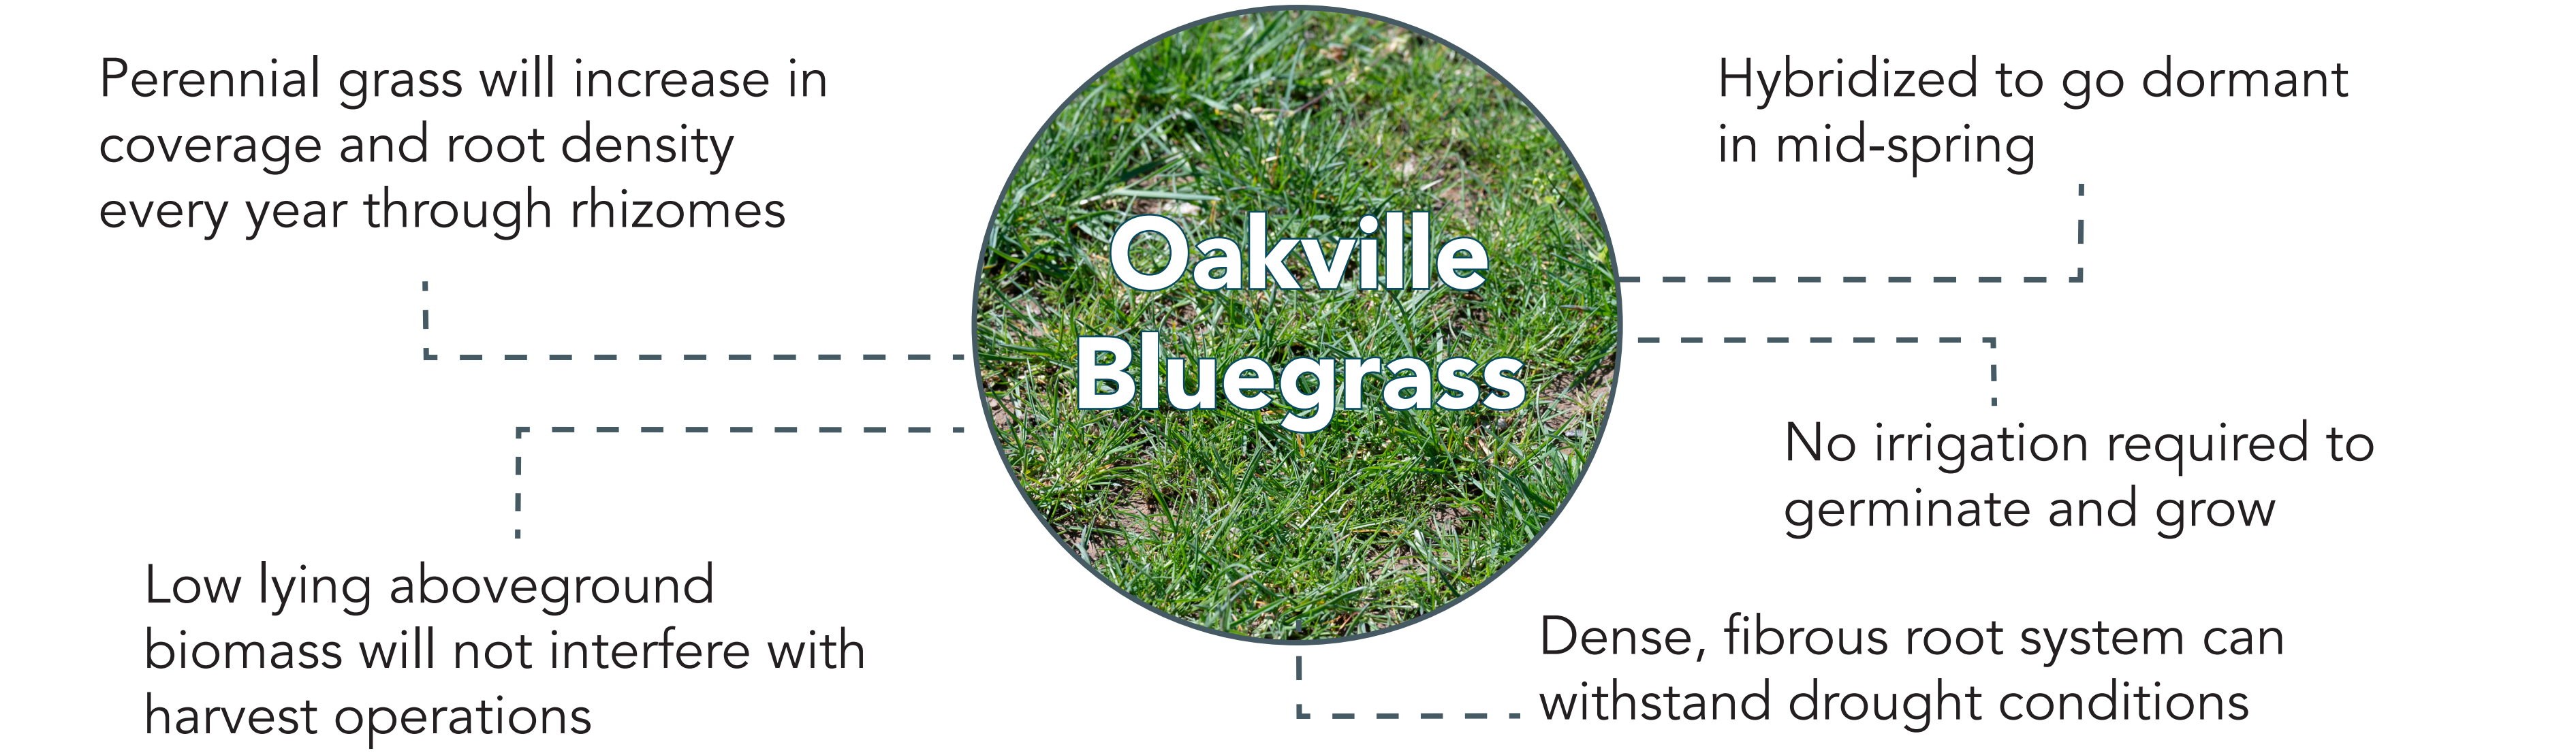 Perennial grass will increase in
coverage and root density
every year through rhizomes
Low lying aboveground
biomass will not interfere with
harvest operations
Oakville
Bluegrass
Hybridized to go dormant
in mid-spring
No irrigation required to
germinate and grow
Dense, fibrous root system can
withstand drought conditions